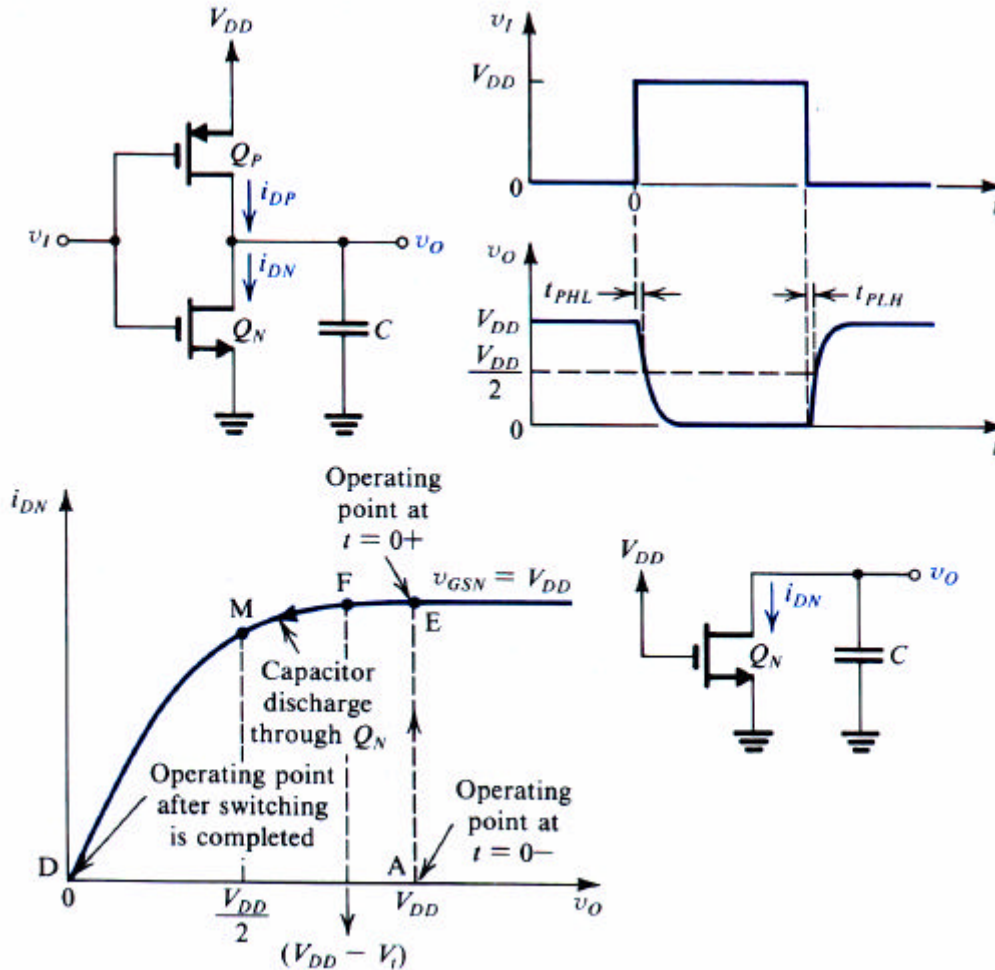 V_DD
Q_P
i_DP
v_I
v_O
i_DN
Q_N
C
v_I
V_DD
0
0
v_O
t_PHL
t_PLH
V_DD
V_DD
2
0
i_DN
Operating
point at
t = 0+
F
v_GSN = V_DD
M
E
Capacitor
discharge
through Q_N
Operating point
after switching
is completed
Operating
point at
t = 0−
D
A
0
V_DD
2
V_DD
v_O
(V_DD − V_t)
V_DD
v_O
i_DN
Q_N
C